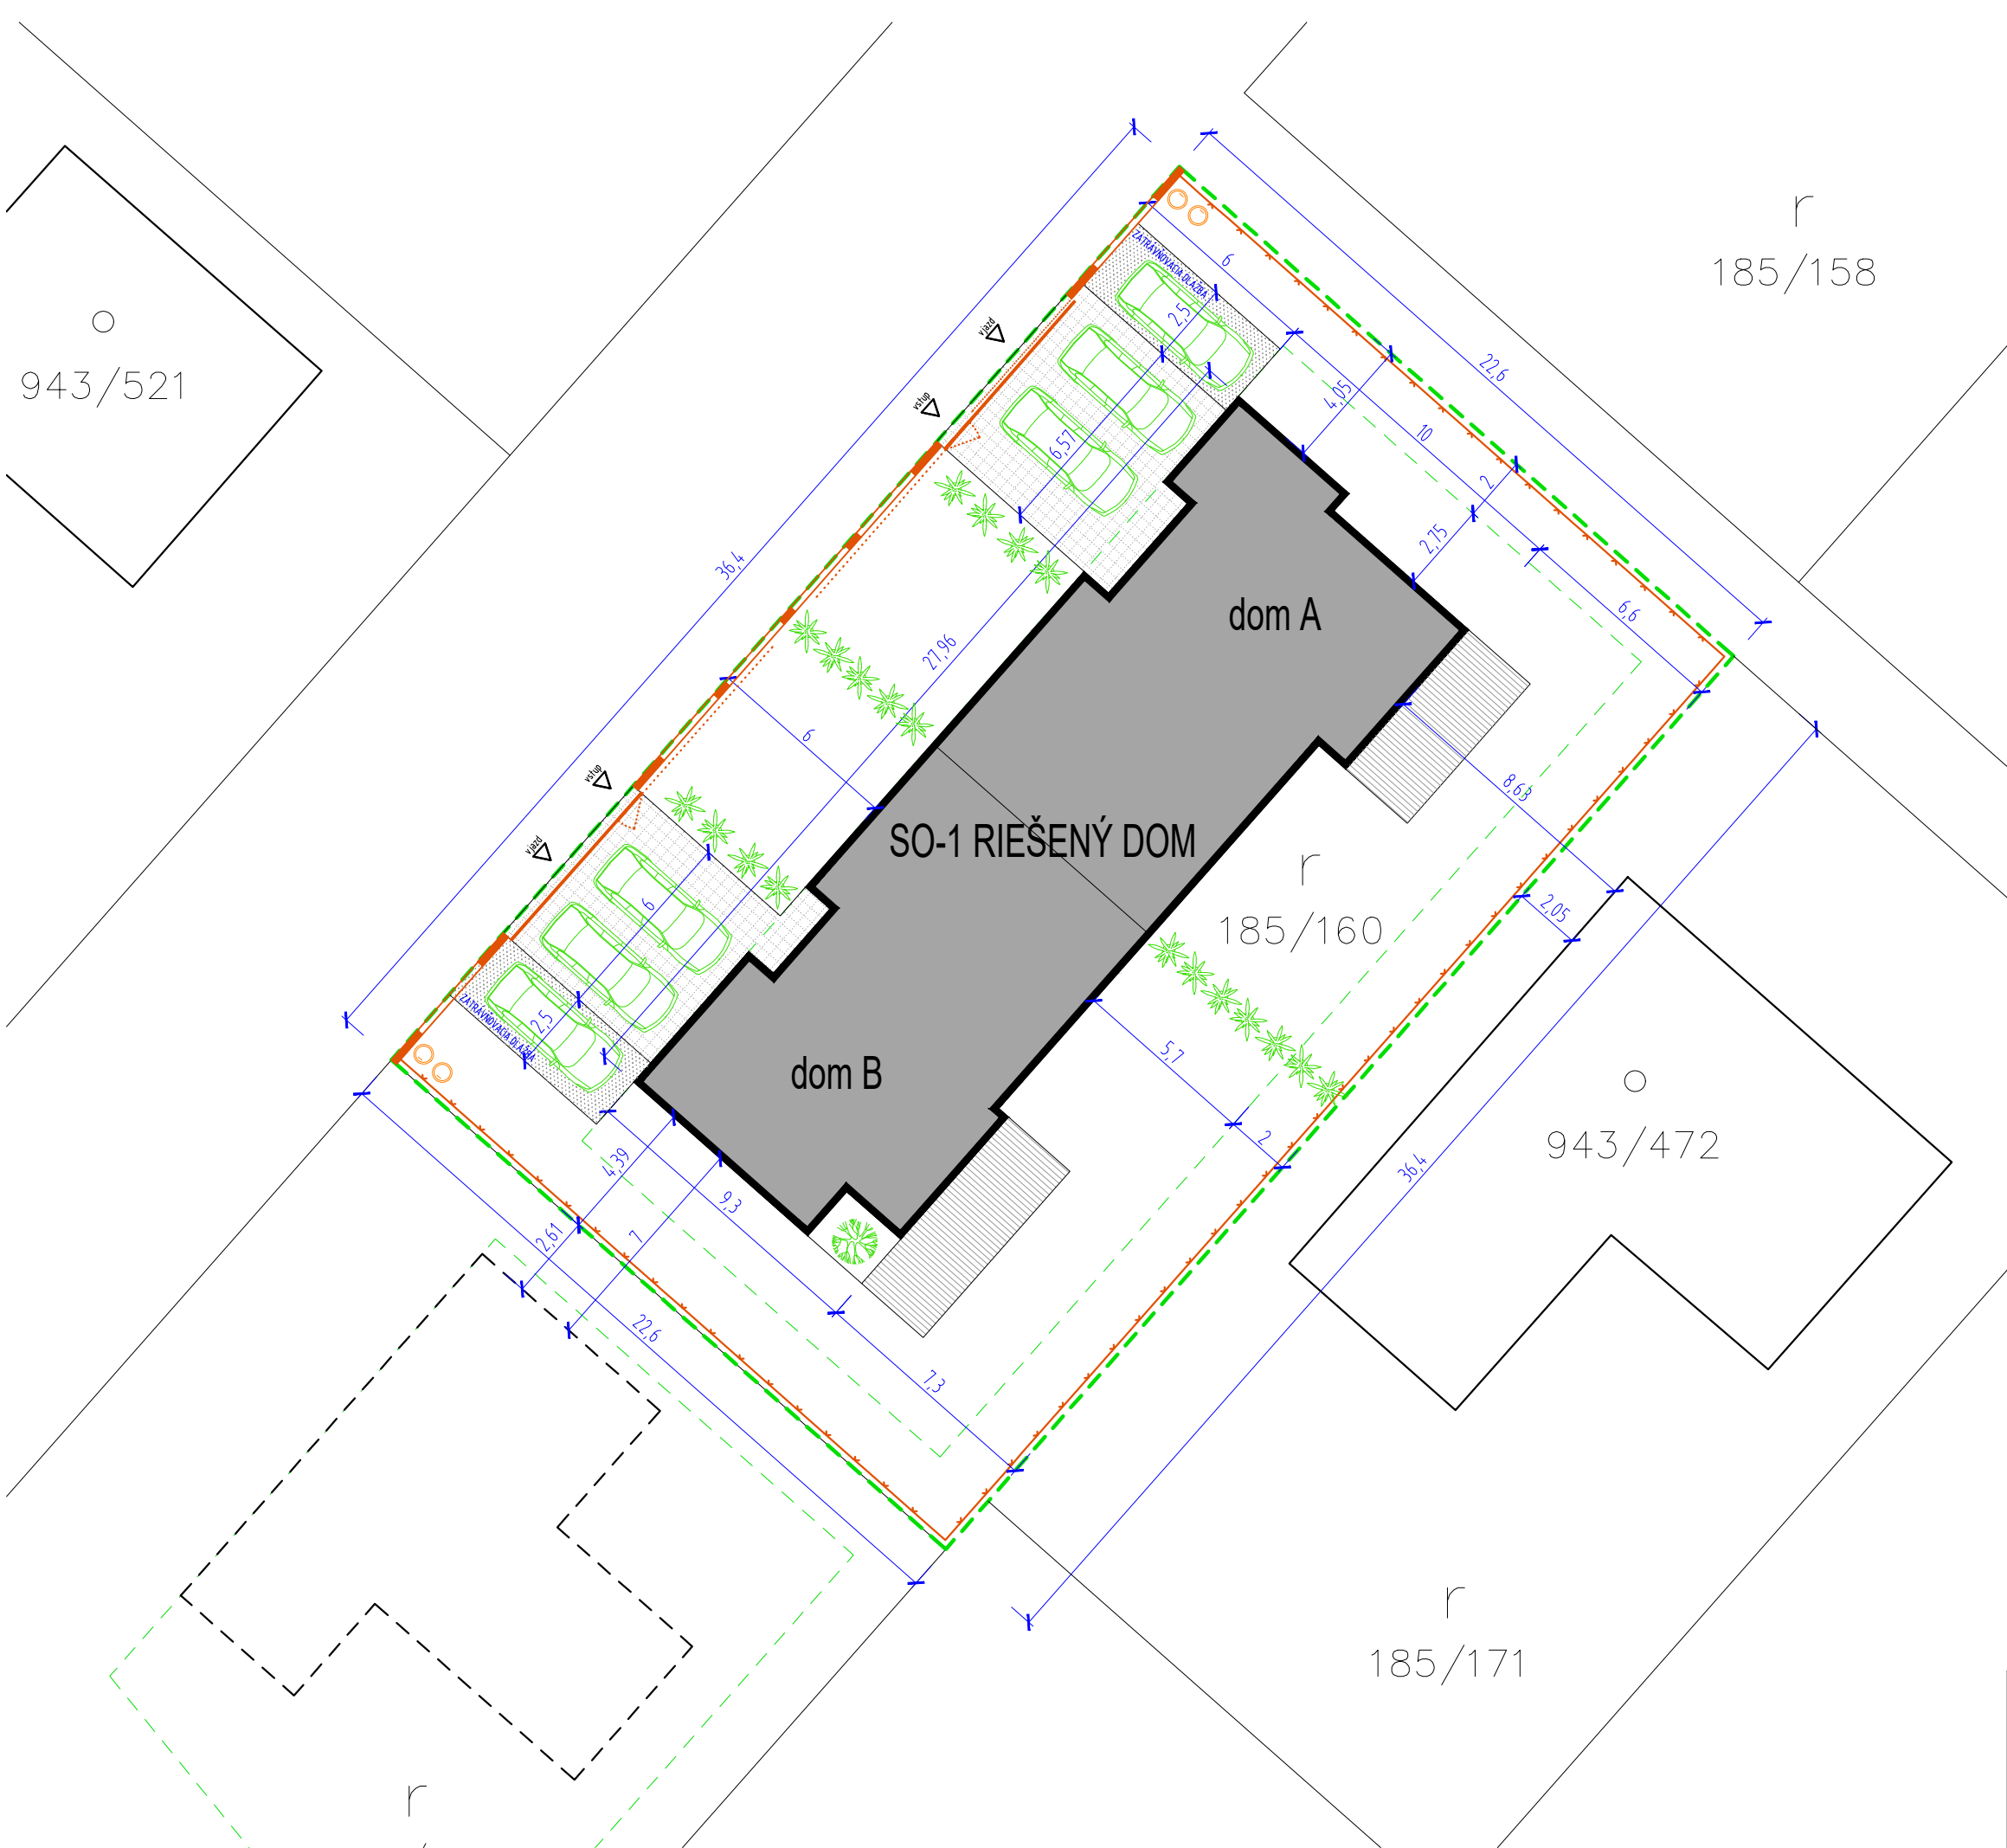 r
185/158
943/521
22,6
ZATRÁVŇOVACIA DLAŽBA
6
2,5
vjazd
vstup
4,05
10
6,57
2
2,75
36,4
6,6
dom A
27,96
6
8,63
vstup
SO-1 RIEŠENÝ DOM
vjazd
r
185/160
2,05
6
2,5
ZATRÁVŇOVACIA DLAŽBA
5,7
dom B
2
943/472
36,4
4,39
9,3
2,61
7
22,6
7,3
r
185/171
r